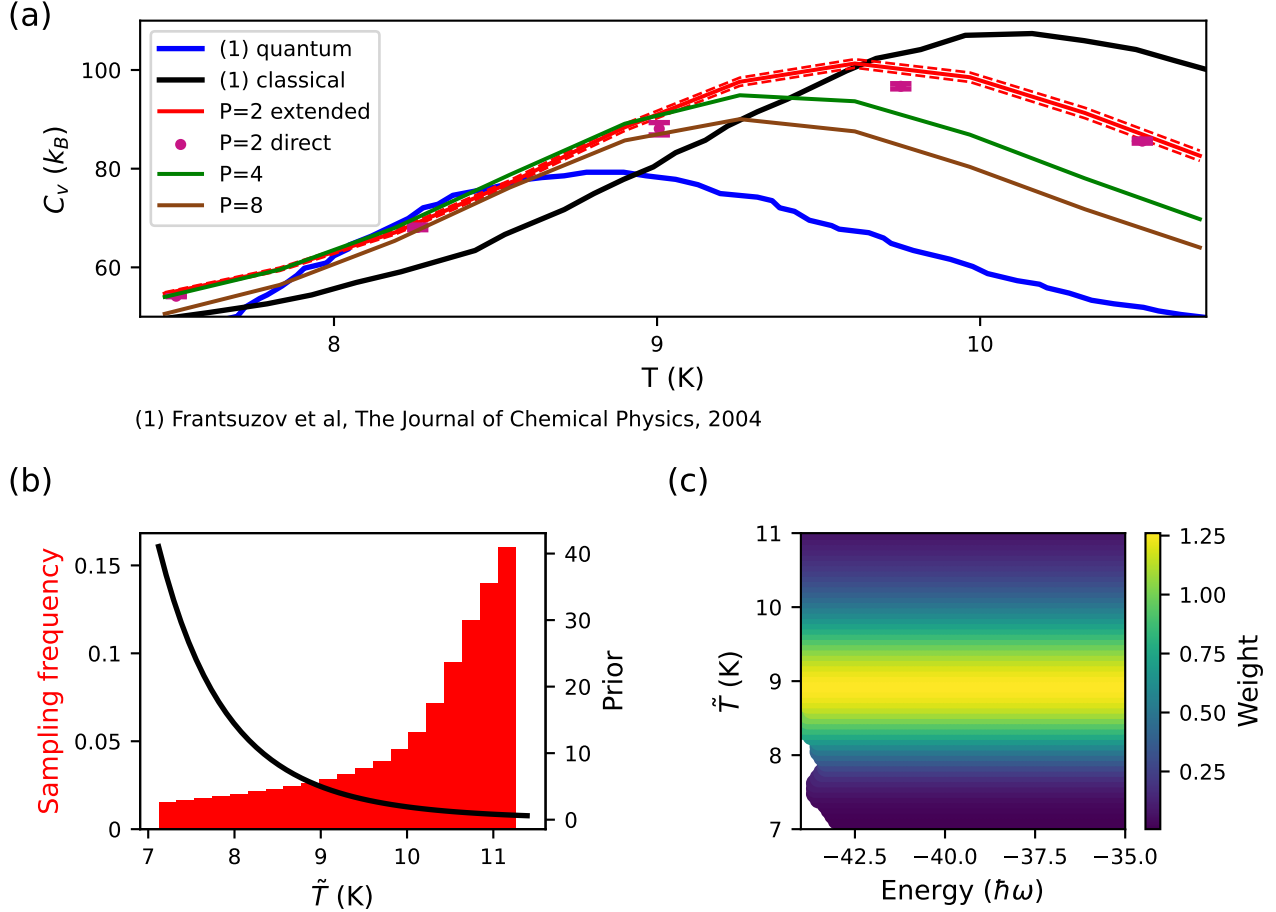 (a)
C_v (k_B)
100
80
60
(1) quantum
(1) classical
P=2 extended
P=2 direct
P=4
P=8
8 9 10
T (K)
(1) Frantsuzov et al, The Journal of Chemical Physics, 2004
(b)
Sampling frequency
0.15
0.1
0.05
0
40
30
20
10
0
Prior
7 8 9 10 11
T̃ (K)
(c)
T̃ (K)
11
10
9
8
7
−42.5 −40.0 −37.5 −35.0
Energy (ħω)
1.25
1.00
0.75
0.50
0.25
Weight